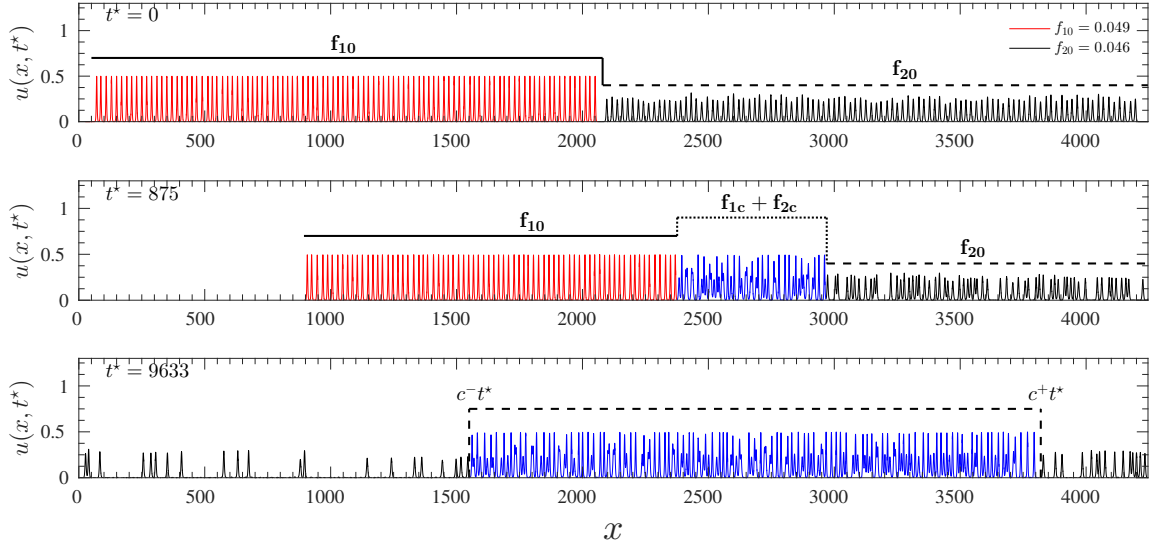 t⋆ = 0
f₁₀
f₂₀
f₁₀ = 0.049
f₂₀ = 0.046
u(x, t⋆)
1
0.5
0
0 500 1000 1500 2000 2500 3000 3500 4000
t⋆ = 875
f₁₀
f₁c + f₂c
f₂₀
u(x, t⋆)
1
0.5
0
0 500 1000 1500 2000 2500 3000 3500 4000
t⋆ = 9633
c⁻t⋆
c⁺t⋆
u(x, t⋆)
1
0.5
0
0 500 1000 1500 2000 2500 3000 3500 4000
x